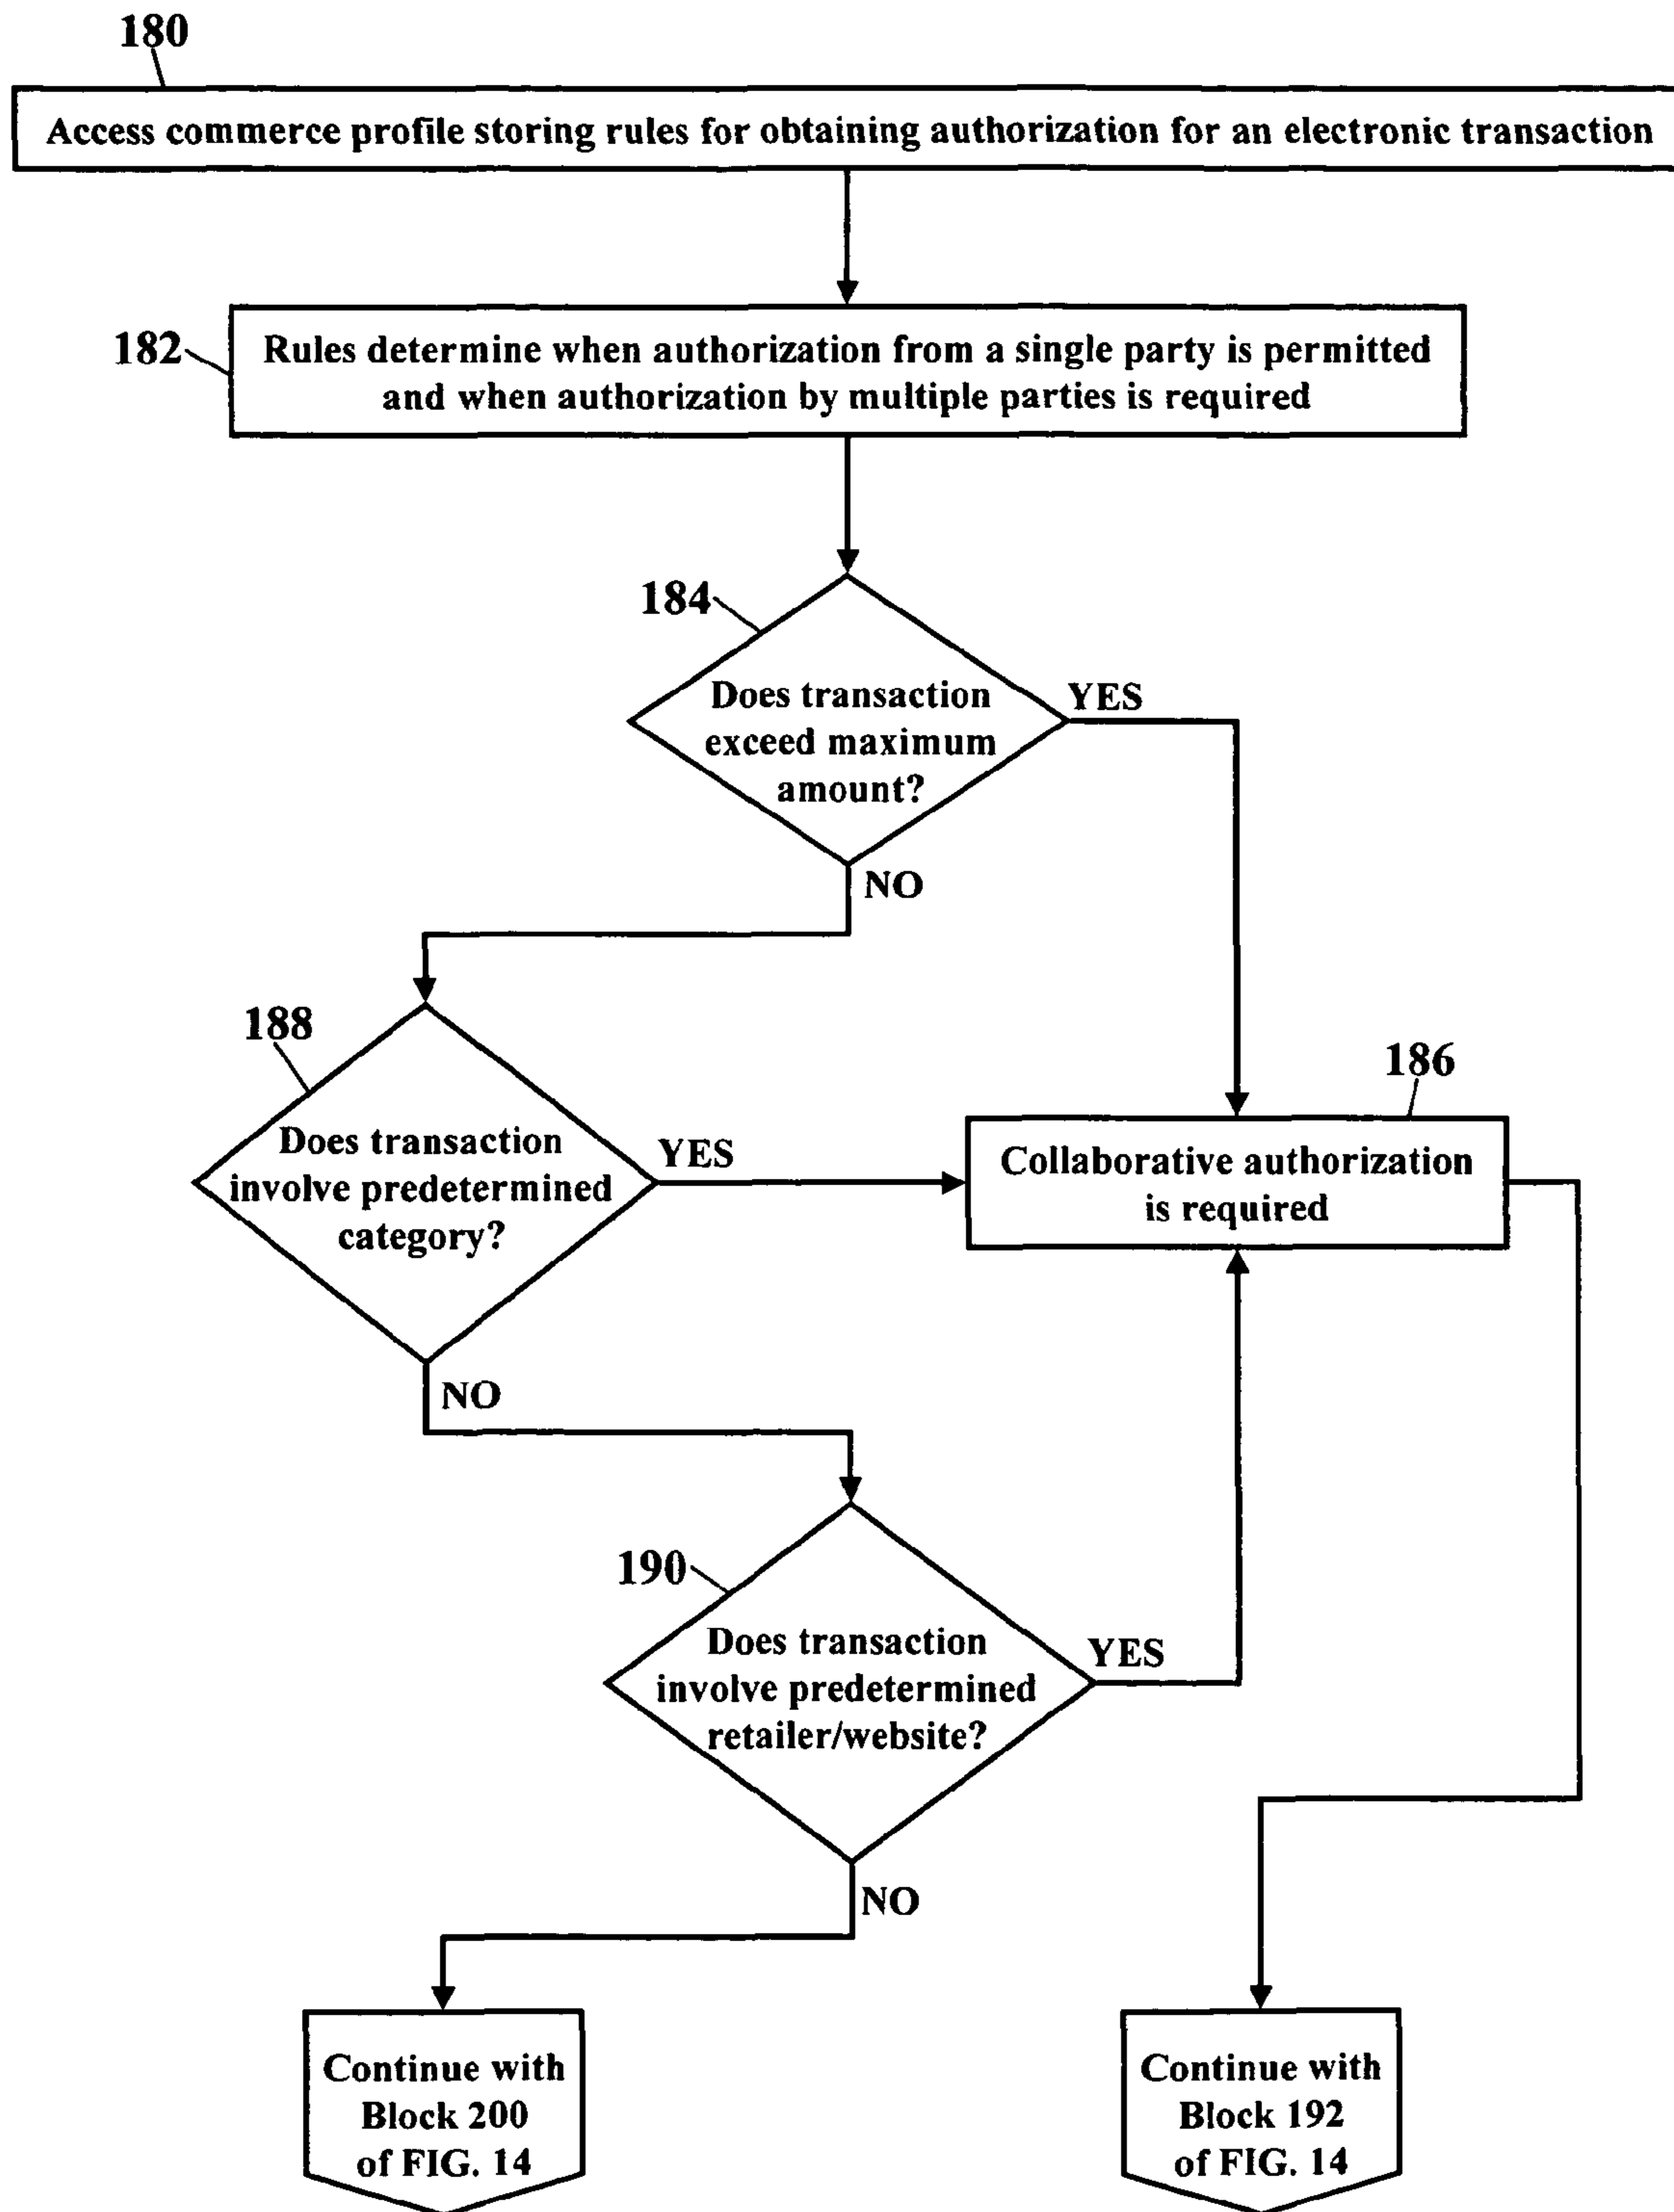 180
Access commerce profile storing rules for obtaining authorization for an electronic transaction
182
Rules determine when authorization from a single party is permitted
and when authorization by multiple parties is required
184
Does transaction
exceed maximum
amount?
YES
NO
188
Does transaction
involve predetermined
category?
YES
186
Collaborative authorization
is required
NO
190
Does transaction
involve predetermined
retailer/website?
YES
NO
Continue with
Block 200
of FIG. 14
Continue with
Block 192
of FIG. 14